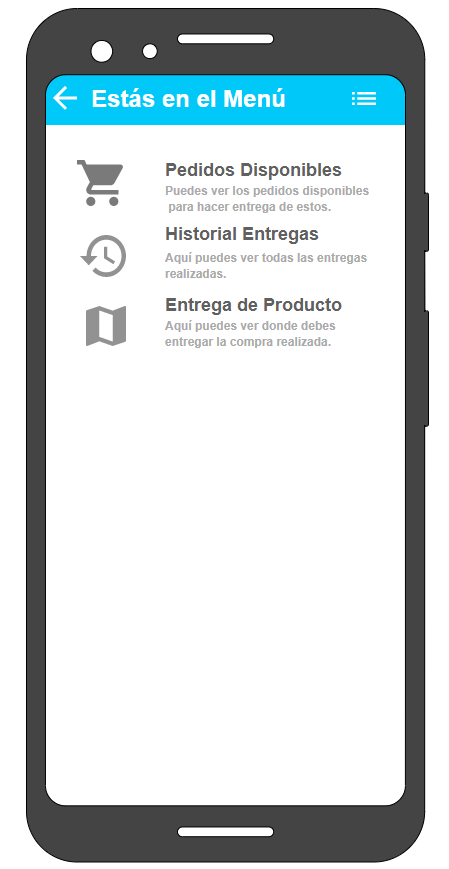 Estás en el Menú
Pedidos Disponibles
Puedes ver los pedidos disponibles
para hacer entrega de estos.
Historial Entregas
Aquí puedes ver todas las entregas
realizadas.
Entrega de Producto
Aquí puedes ver donde debes
entregar la compra realizada.